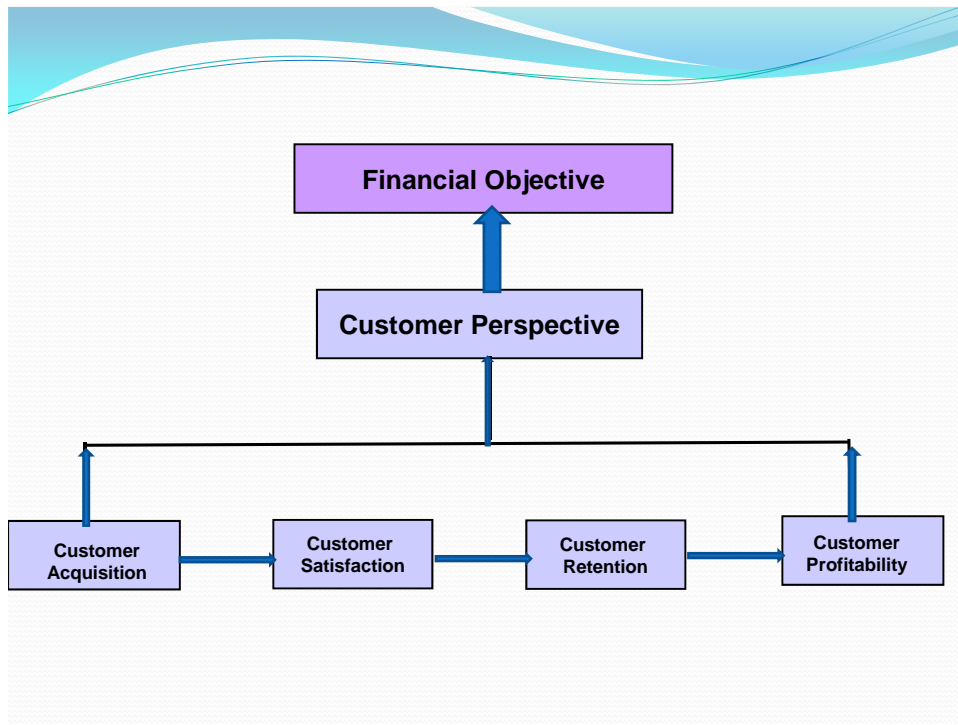 Financial Objective
Customer Perspective
Customer
Acquisition
Customer
Satisfaction
Customer
Retention
Customer
Profitability